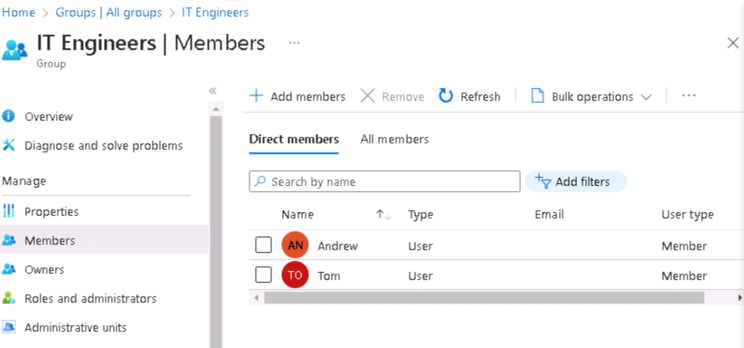 Home > Groups | All groups > IT Engineers
IT Engineers | Members ...
Group
«
Overview
Diagnose and solve problems
Manage
Properties
Members
Owners
Roles and administrators
Administrative units
Add members Remove Refresh Bulk operations ...
Direct members All members
Search by name Add filters
Name Type Email User type
AN Andrew User Member
TO Tom User Member